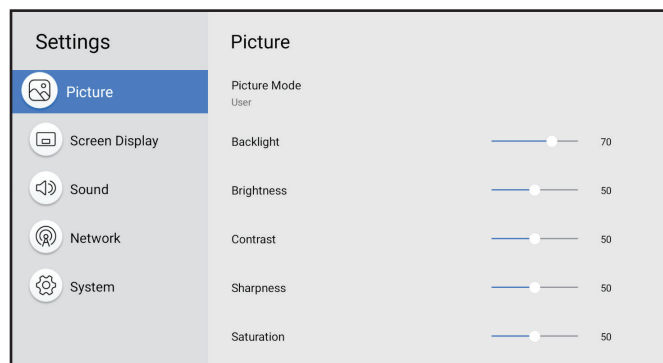 Settings
Picture
Screen Display
Sound
Network
System
Picture
Picture Mode
User
Backlight 70
Brightness 50
Contrast 50
Sharpness 50
Saturation 50